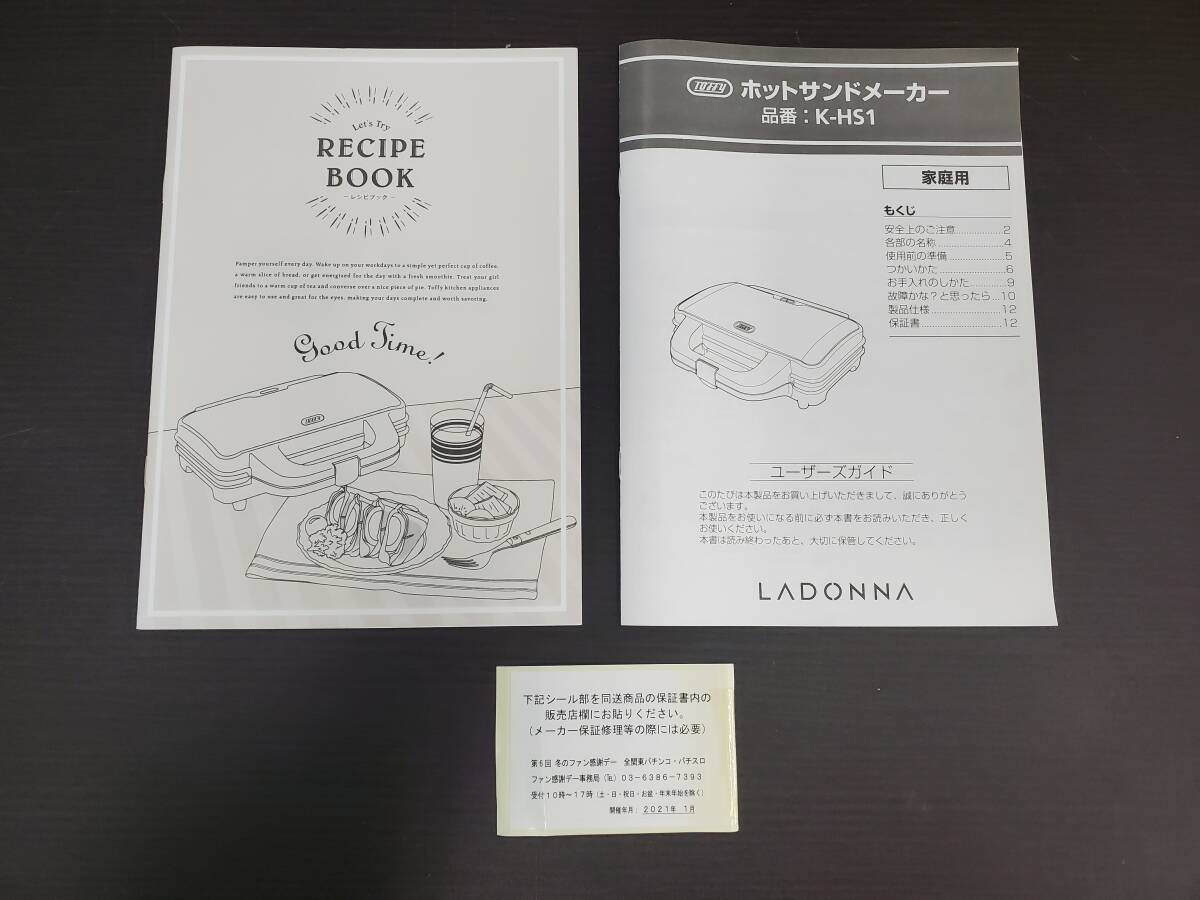 Let's Try
RECIPE
BOOK
－レシピブック－
Pamper yourself every day. Wake up on your workdays to a simple yet perfect cup of coffee,
a warm slice of bread, or get energized for the day with a fresh smoothie. Treat your girl
friends to a warm cup of tea and converse over a nice piece of pie. Toffy kitchen appliances
are easy to use and great for the eyes, making your days complete and worth savoring.
Good Time!
TOFFY
TOFFY ホットサンドメーカー
品番：K-HS1
家庭用
もくじ
安全上のご注意................2
各部の名称.......................4
使用前の準備...................5
つかいかた.......................6
お手入れのしかた............9
故障かな？と思ったら...10
製品仕様........................12
保証書............................12
TOFFY
ユーザーズガイド
このたびは本製品をお買い上げいただきまして、誠にありがとう
ございます。
本製品をお使いになる前に必ず本書をお読みいただき、正しく
お使いください。
本書は読み終わったあと、大切に保管してください。
LADONNA
下記シール部を同送商品の保証書内の
販売店欄にお貼りください。
（メーカー保証修理等の際には必要）
第6回 冬のファン感謝デー 全関東パチンコ・パチスロ
ファン感謝デー事務局（℡）03－6386－7393
受付10時～17時（土・日・祝日・お盆・年末年始を除く）
開催年月： 2021年 1月